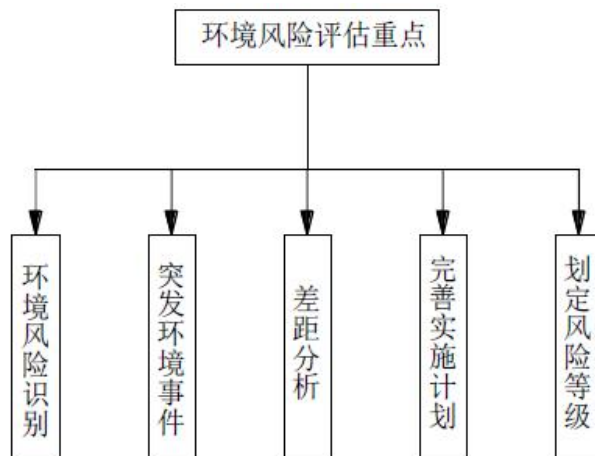 环境风险评估重点
环境风险识别
突发环境事件
差距分析
完善实施计划
划定风险等级